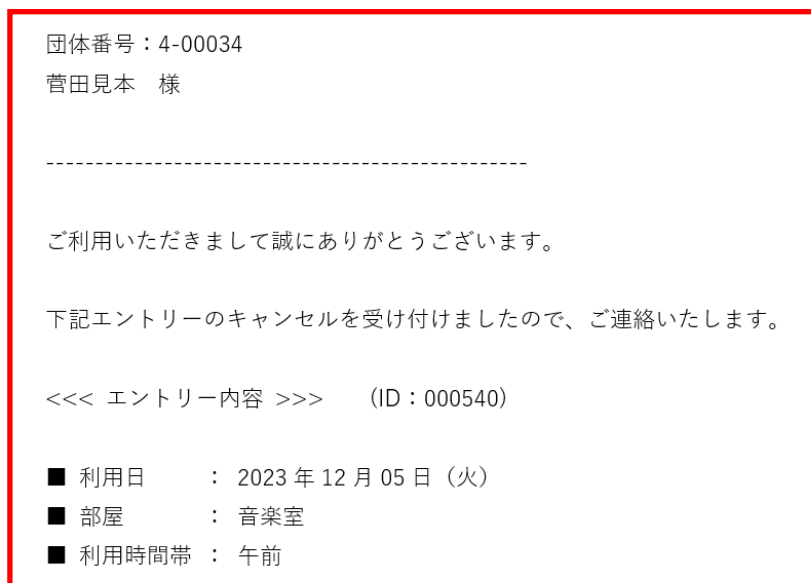 団体番号：4-00034
菅田見本　様
-------------------------------------------------
ご利用いただきまして誠にありがとうございます。
下記エントリーのキャンセルを受け付けましたので、ご連絡いたします。
<<< エントリー内容 >>>　（ID：000540）
■ 利用日　　　： 2023 年 12 月 05 日（火）
■ 部屋　　　　： 音楽室
■ 利用時間帯 ： 午前